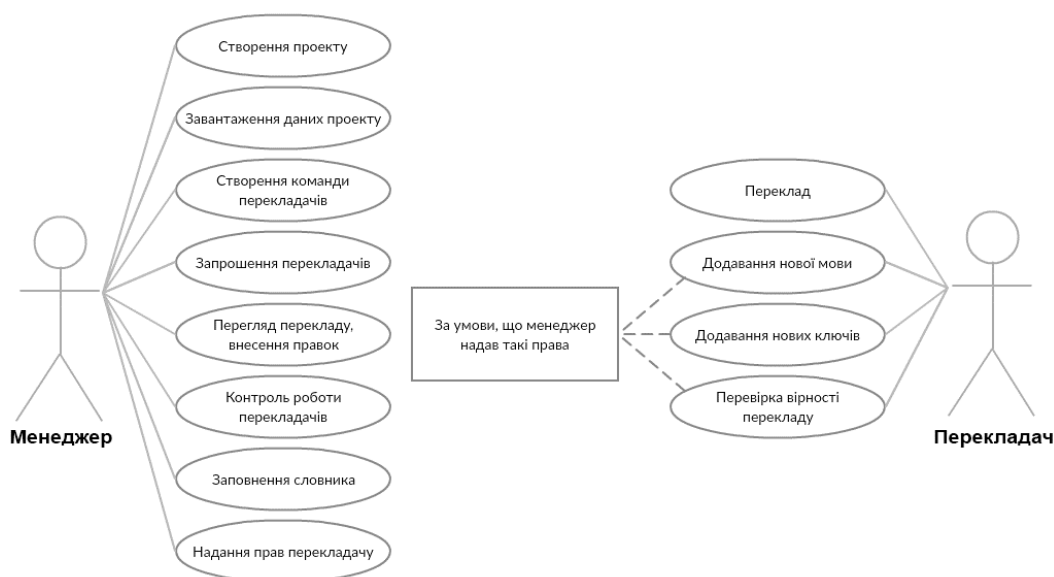 Створення проекту
Завантаження даних проекту
Створення команди
перекладачів
Запрошення перекладачів
Перегляд перекладу,
внесення правок
Контроль роботи
перекладачів
Заповнення словника
Надання прав перекладачу
Менеджер
За умови, що менеджер
надав такі права
Переклад
Додавання нової мови
Додавання нових ключів
Перевірка вірності
перекладу
Перекладач